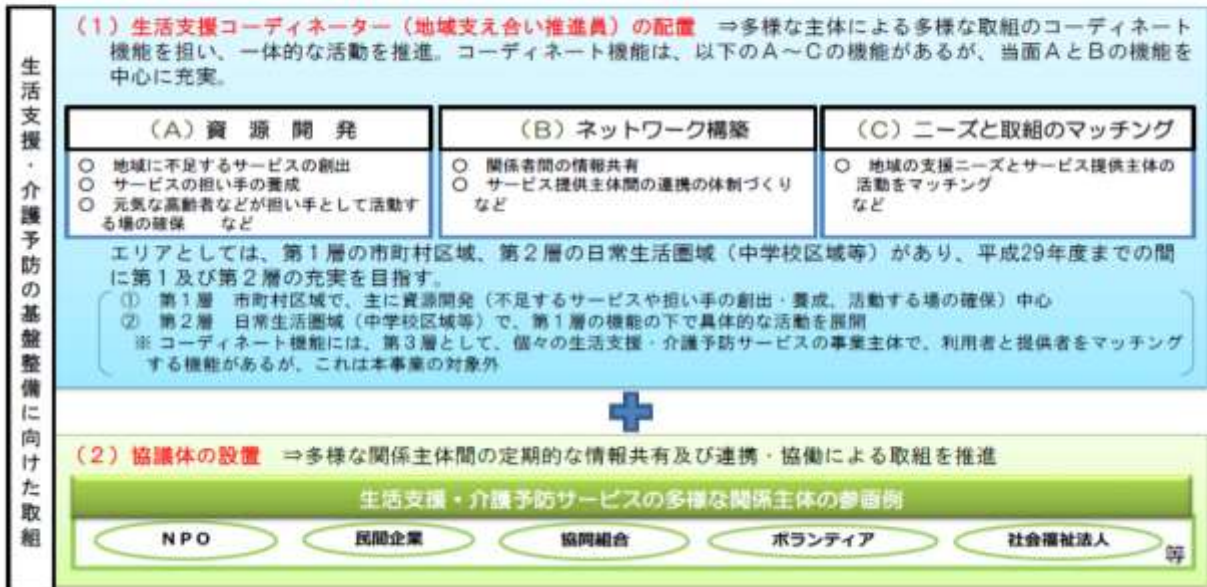 生活支援・介護予防の基盤整備に向けた取組
（１）生活支援コーディネーター（地域支え合い推進員）の配置　⇒多様な主体による多様な取組のコーディネート
機能を担い、一体的な活動を推進。コーディネート機能は、以下のＡ～Ｃの機能があるが、当面ＡとＢの機能を
中心に充実。
（Ａ）資　源　開　発
○　地域に不足するサービスの創出
○　サービスの担い手の養成
○　元気な高齢者などが担い手として活動す
る場の確保　　など
（Ｂ）ネットワーク構築
○　関係者間の情報共有
○　サービス提供主体間の連携の体制づくり
など
（Ｃ）ニーズと取組のマッチング
○　地域の支援ニーズとサービス提供主体の
活動をマッチング
など
エリアとしては、第１層の市町村区域、第２層の日常生活圏域（中学校区域等）があり、平成29年度までの間
に第１及び第２層の充実を目指す。
①　第１層　市町村区域で、主に資源開発（不足するサービスや担い手の創出・養成、活動する場の確保）中心
②　第２層　日常生活圏域（中学校区域等）で、第１層の機能の下で具体的な活動を展開
※ コーディネート機能には、第３層として、個々の生活支援・介護予防サービスの事業主体で、利用者と提供者をマッチング
する機能があるが、これは本事業の対象外
（２）協議体の設置　⇒多様な関係主体間の定期的な情報共有及び連携・協働による取組を推進
生活支援・介護予防サービスの多様な関係主体の参画例
ＮＰＯ　民間企業　協同組合　ボランティア　社会福祉法人　等